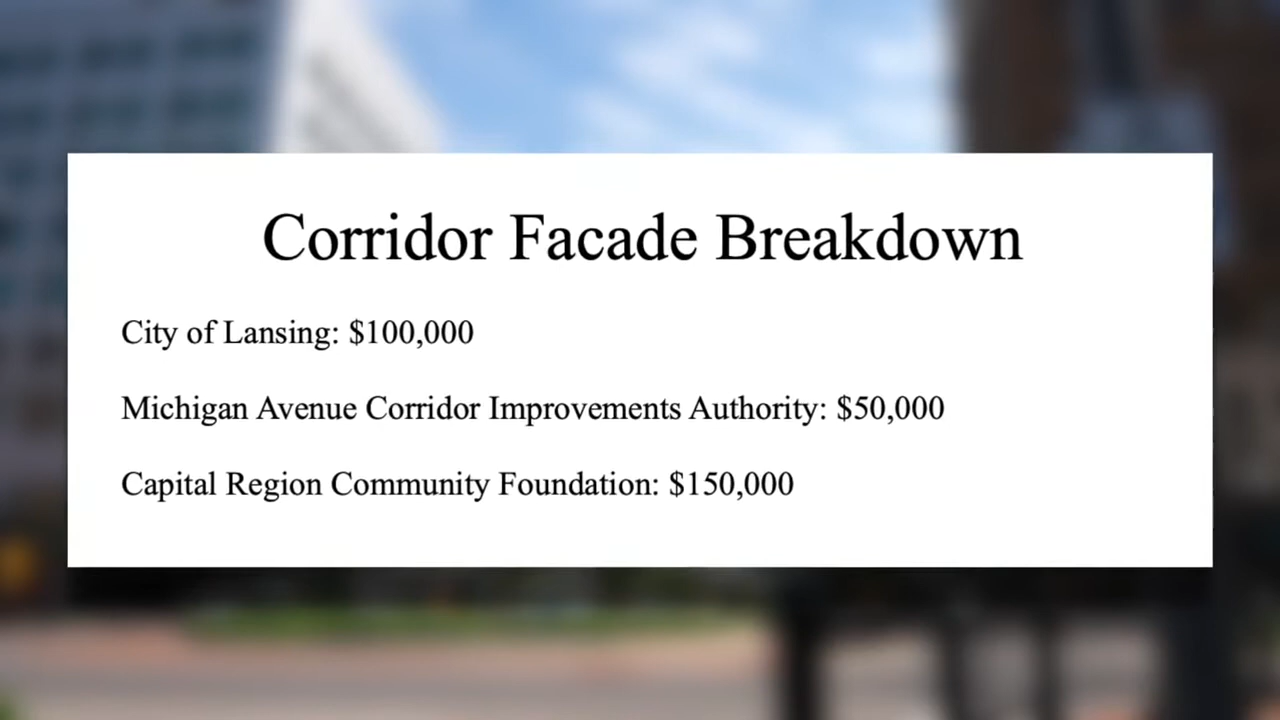 Corridor Facade Breakdown
City of Lansing: $100,000
Michigan Avenue Corridor Improvements Authority: $50,000
Capital Region Community Foundation: $150,000